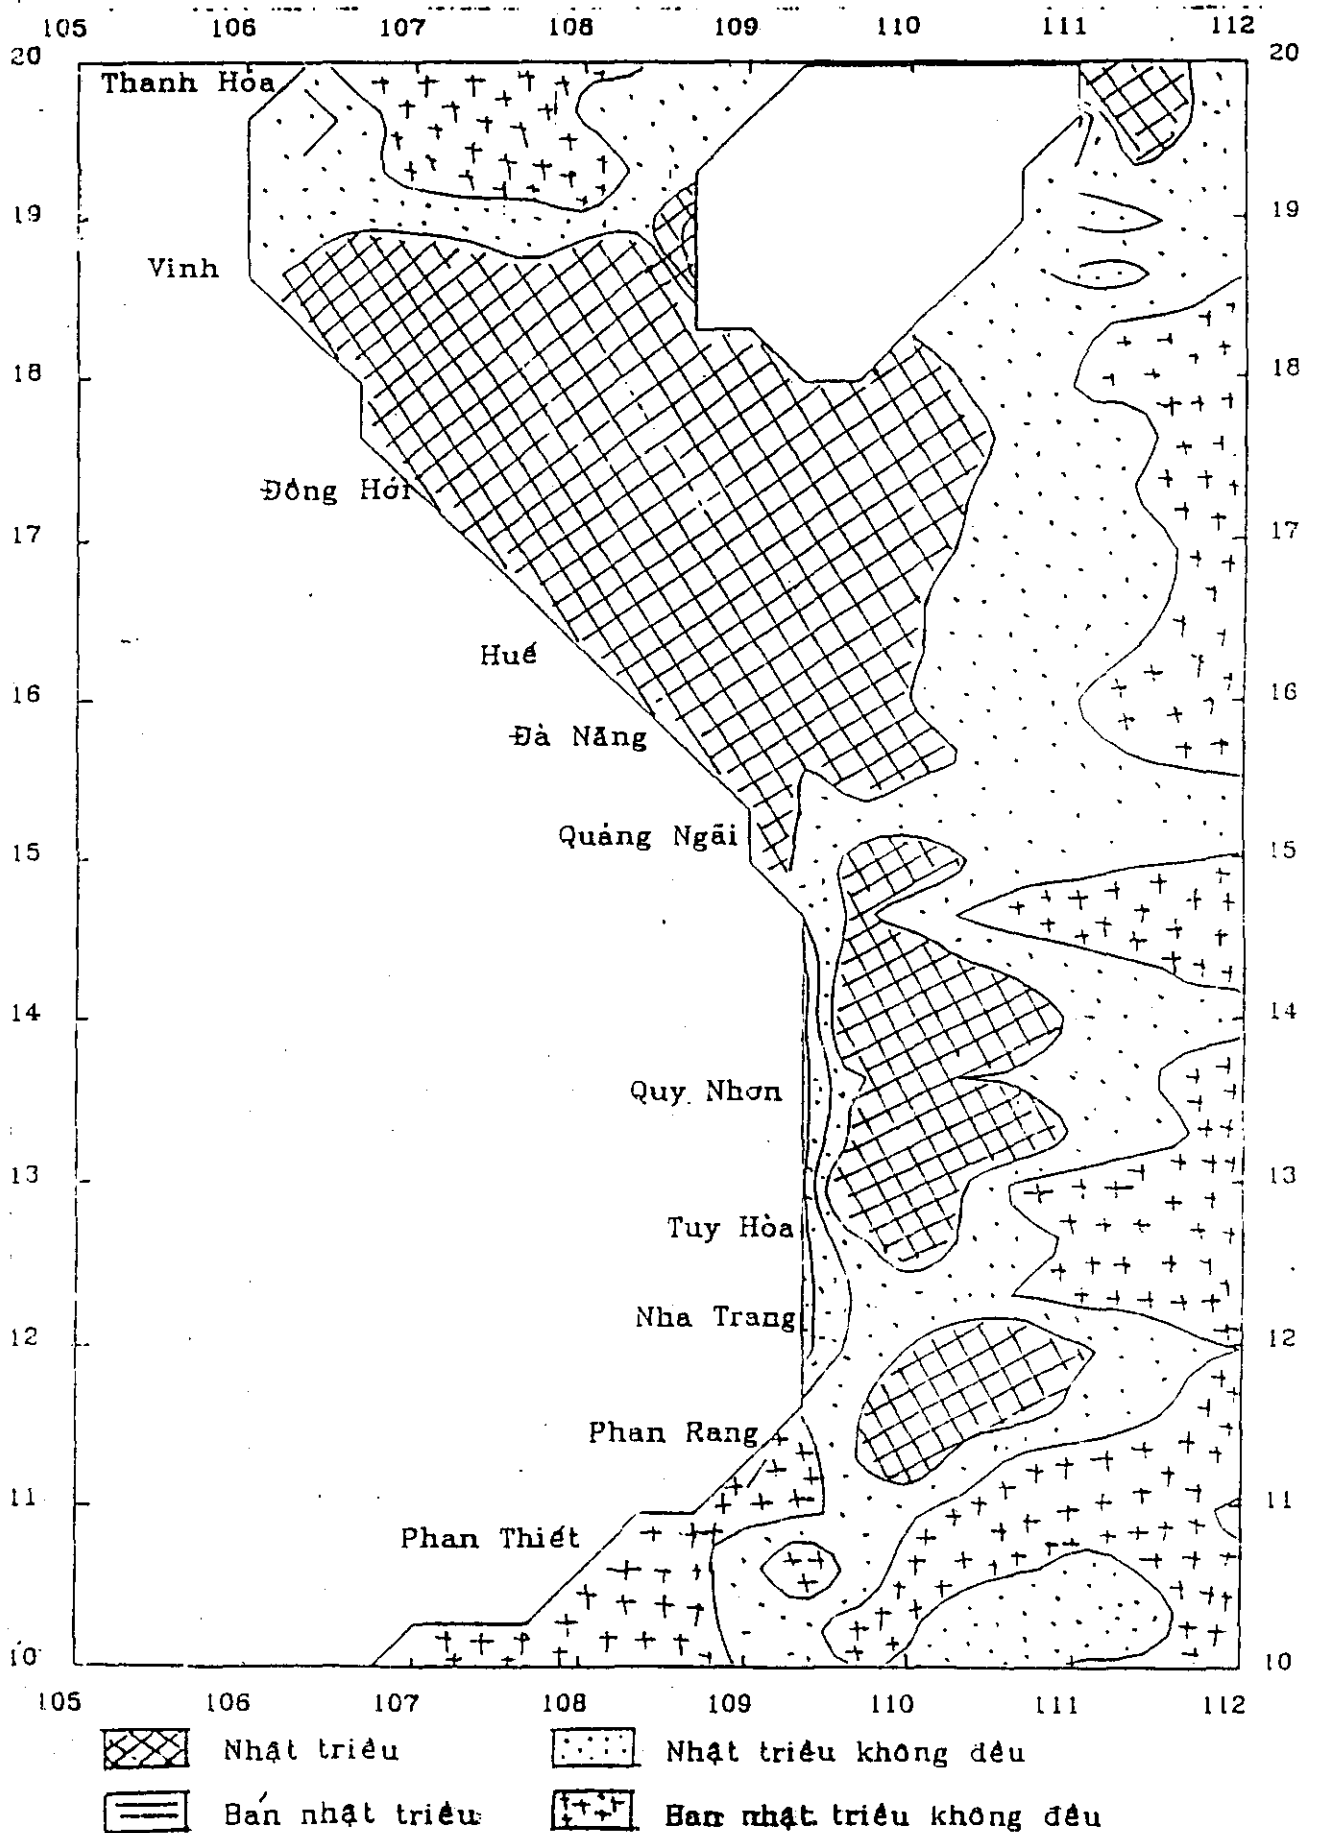 105 106 107 108 109 110 111 112
20 20
Thanh Hóa
19 19
Vinh
18 18
Đồng Hới
17 17
Huế
16 16
Đà Nẵng
Quảng Ngãi
15 15
14 14
Quy Nhơn
13 13
Tuy Hòa
Nha Trang
12 12
Phan Rang
11 11
Phan Thiết
10 10
105 106 107 108 109 110 111 112
Nhật triều Nhật triều không đều
Bán nhật triều Ban nhật triều không đều